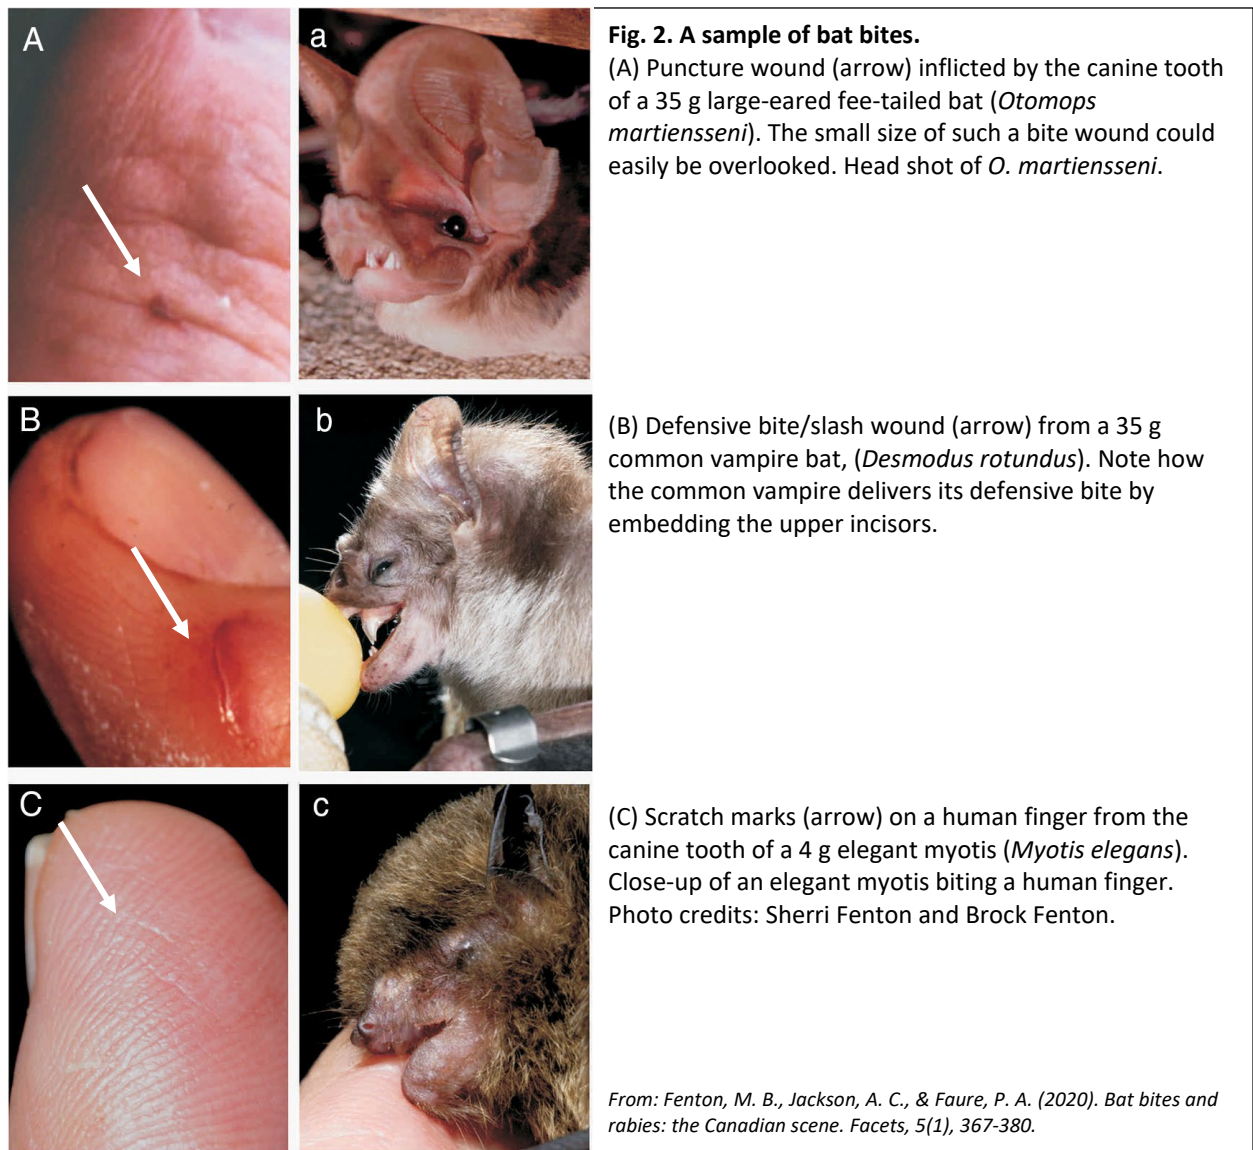 A
a
Fig. 2. A sample of bat bites.
(A) Puncture wound (arrow) inflicted by the canine tooth
of a 35 g large-eared fee-tailed bat (Otomops
martiensseni). The small size of such a bite wound could
easily be overlooked. Head shot of O. martiensseni.
B
b
(B) Defensive bite/slash wound (arrow) from a 35 g
common vampire bat, (Desmodus rotundus). Note how
the common vampire delivers its defensive bite by
embedding the upper incisors.
C
c
(C) Scratch marks (arrow) on a human finger from the
canine tooth of a 4 g elegant myotis (Myotis elegans).
Close-up of an elegant myotis biting a human finger.
Photo credits: Sherri Fenton and Brock Fenton.
From: Fenton, M. B., Jackson, A. C., & Faure, P. A. (2020). Bat bites and
rabies: the Canadian scene. Facets, 5(1), 367-380.